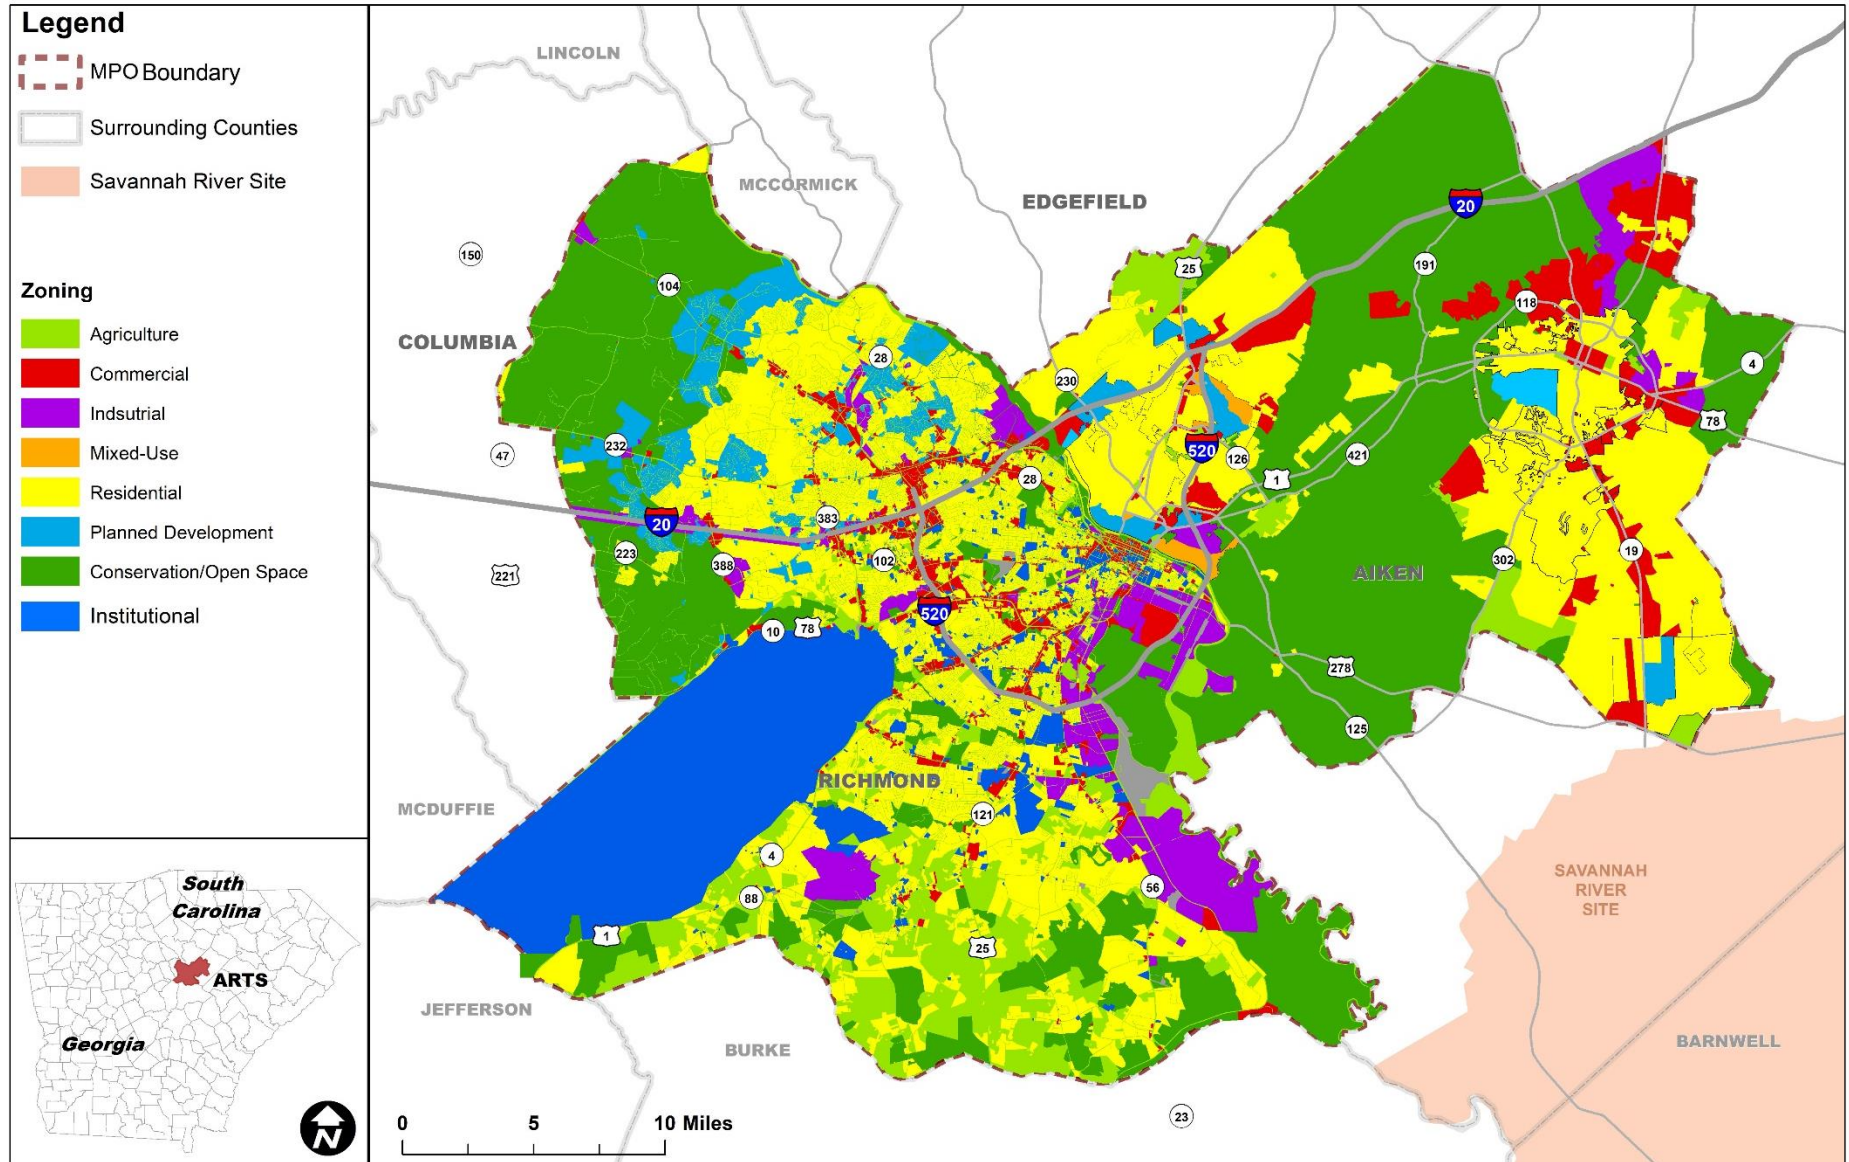 Legend
MPO Boundary
Surrounding Counties
Savannah River Site
Zoning
Agriculture
Commercial
Indsutrial
Mixed-Use
Residential
Planned Development
Conservation/Open Space
Institutional
South
Carolina
ARTS
Georgia
N
LINCOLN
MCCORMICK
EDGEFIELD
20
150
25
191
104
118
COLUMBIA
28
4
230
78
232
47
520
126
421
28
1
20
383
19
223
102
302
388
221
AIKEN
520
10
78
278
125
RICHMOND
MCDUFFIE
121
4
56
SAVANNAH
RIVER
SITE
88
1
25
JEFFERSON
BURKE
BARNWELL
0 5 10 Miles
23